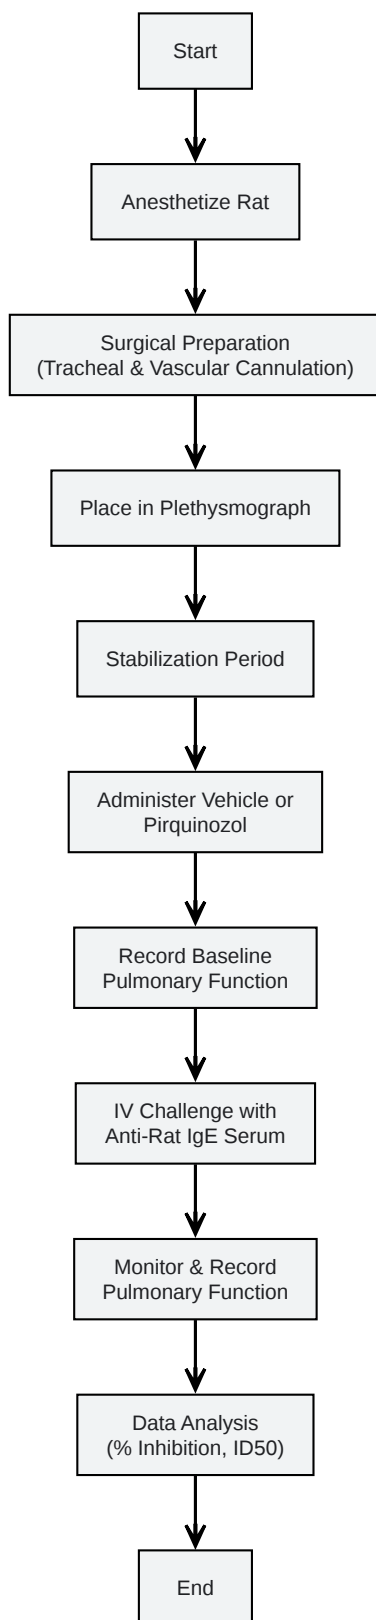 Start
Anesthetize Rat
Surgical Preparation
(Tracheal & Vascular Cannulation)
Place in Plethysmograph
Stabilization Period
Administer Vehicle or
Pirquinozol
Record Baseline
Pulmonary Function
IV Challenge with
Anti-Rat IgE Serum
Monitor & Record
Pulmonary Function
Data Analysis
(% Inhibition, ID50)
End